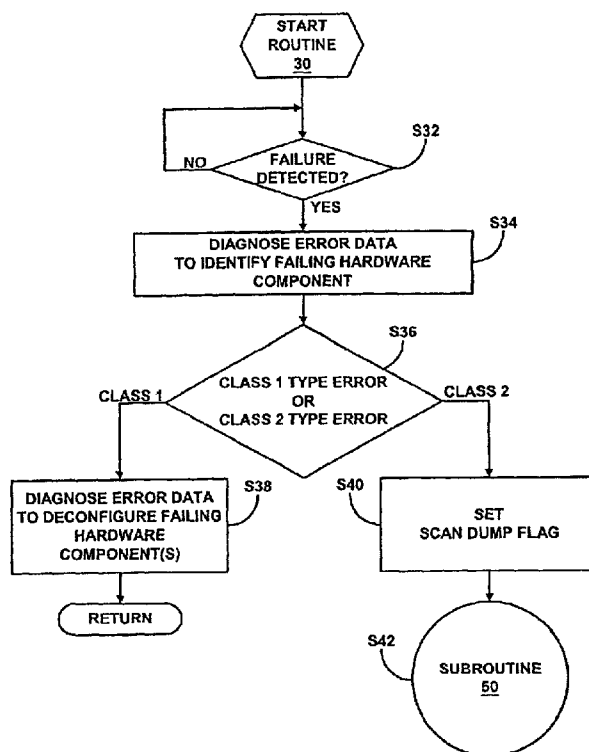 START
ROUTINE
30
S32
NO
FAILURE
DETECTED?
YES
S34
DIAGNOSE ERROR DATA
TO IDENTIFY FAILING HARDWARE
COMPONENT
S36
CLASS 1
CLASS 1 TYPE ERROR
OR
CLASS 2 TYPE ERROR
CLASS 2
S38
DIAGNOSE ERROR DATA
TO DECONFIGURE FAILING
HARDWARE
COMPONENT(S)
S40
SET
SCAN DUMP FLAG
RETURN
S42
SUBROUTINE
50